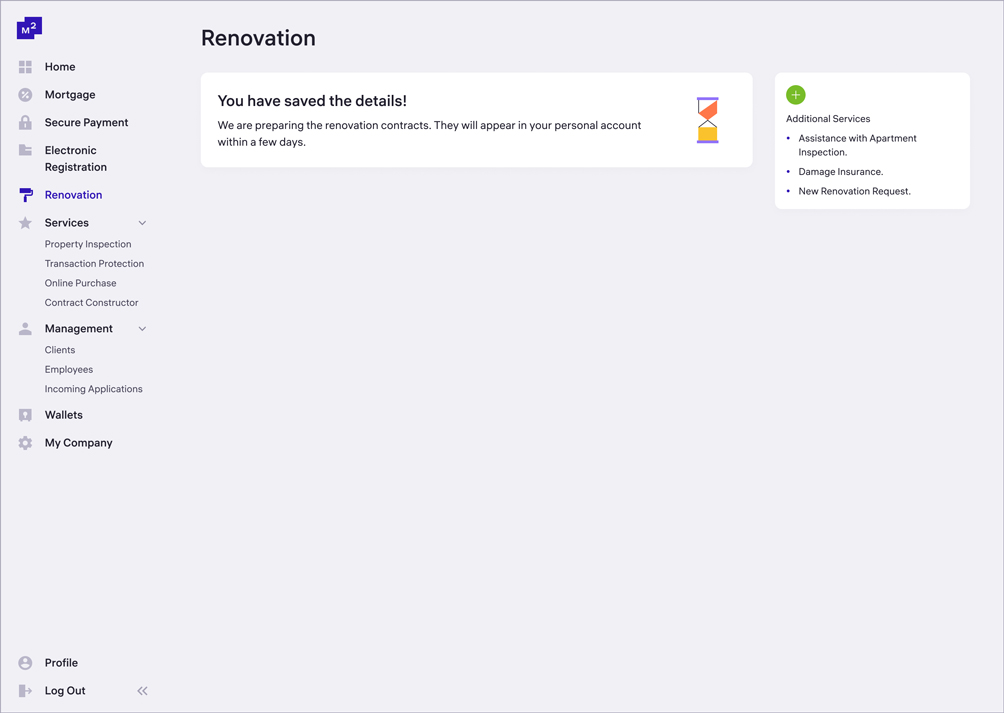 M²
Home
Mortgage
Secure Payment
Electronic
Registration
Renovation
Services
Property Inspection
Transaction Protection
Online Purchase
Contract Constructor
Management
Clients
Employees
Incoming Applications
Wallets
My Company
Profile
Log Out
Renovation
You have saved the details!
We are preparing the renovation contracts. They will appear in your personal account
within a few days.
Additional Services
• Assistance with Apartment
Inspection.
• Damage Insurance.
• New Renovation Request.